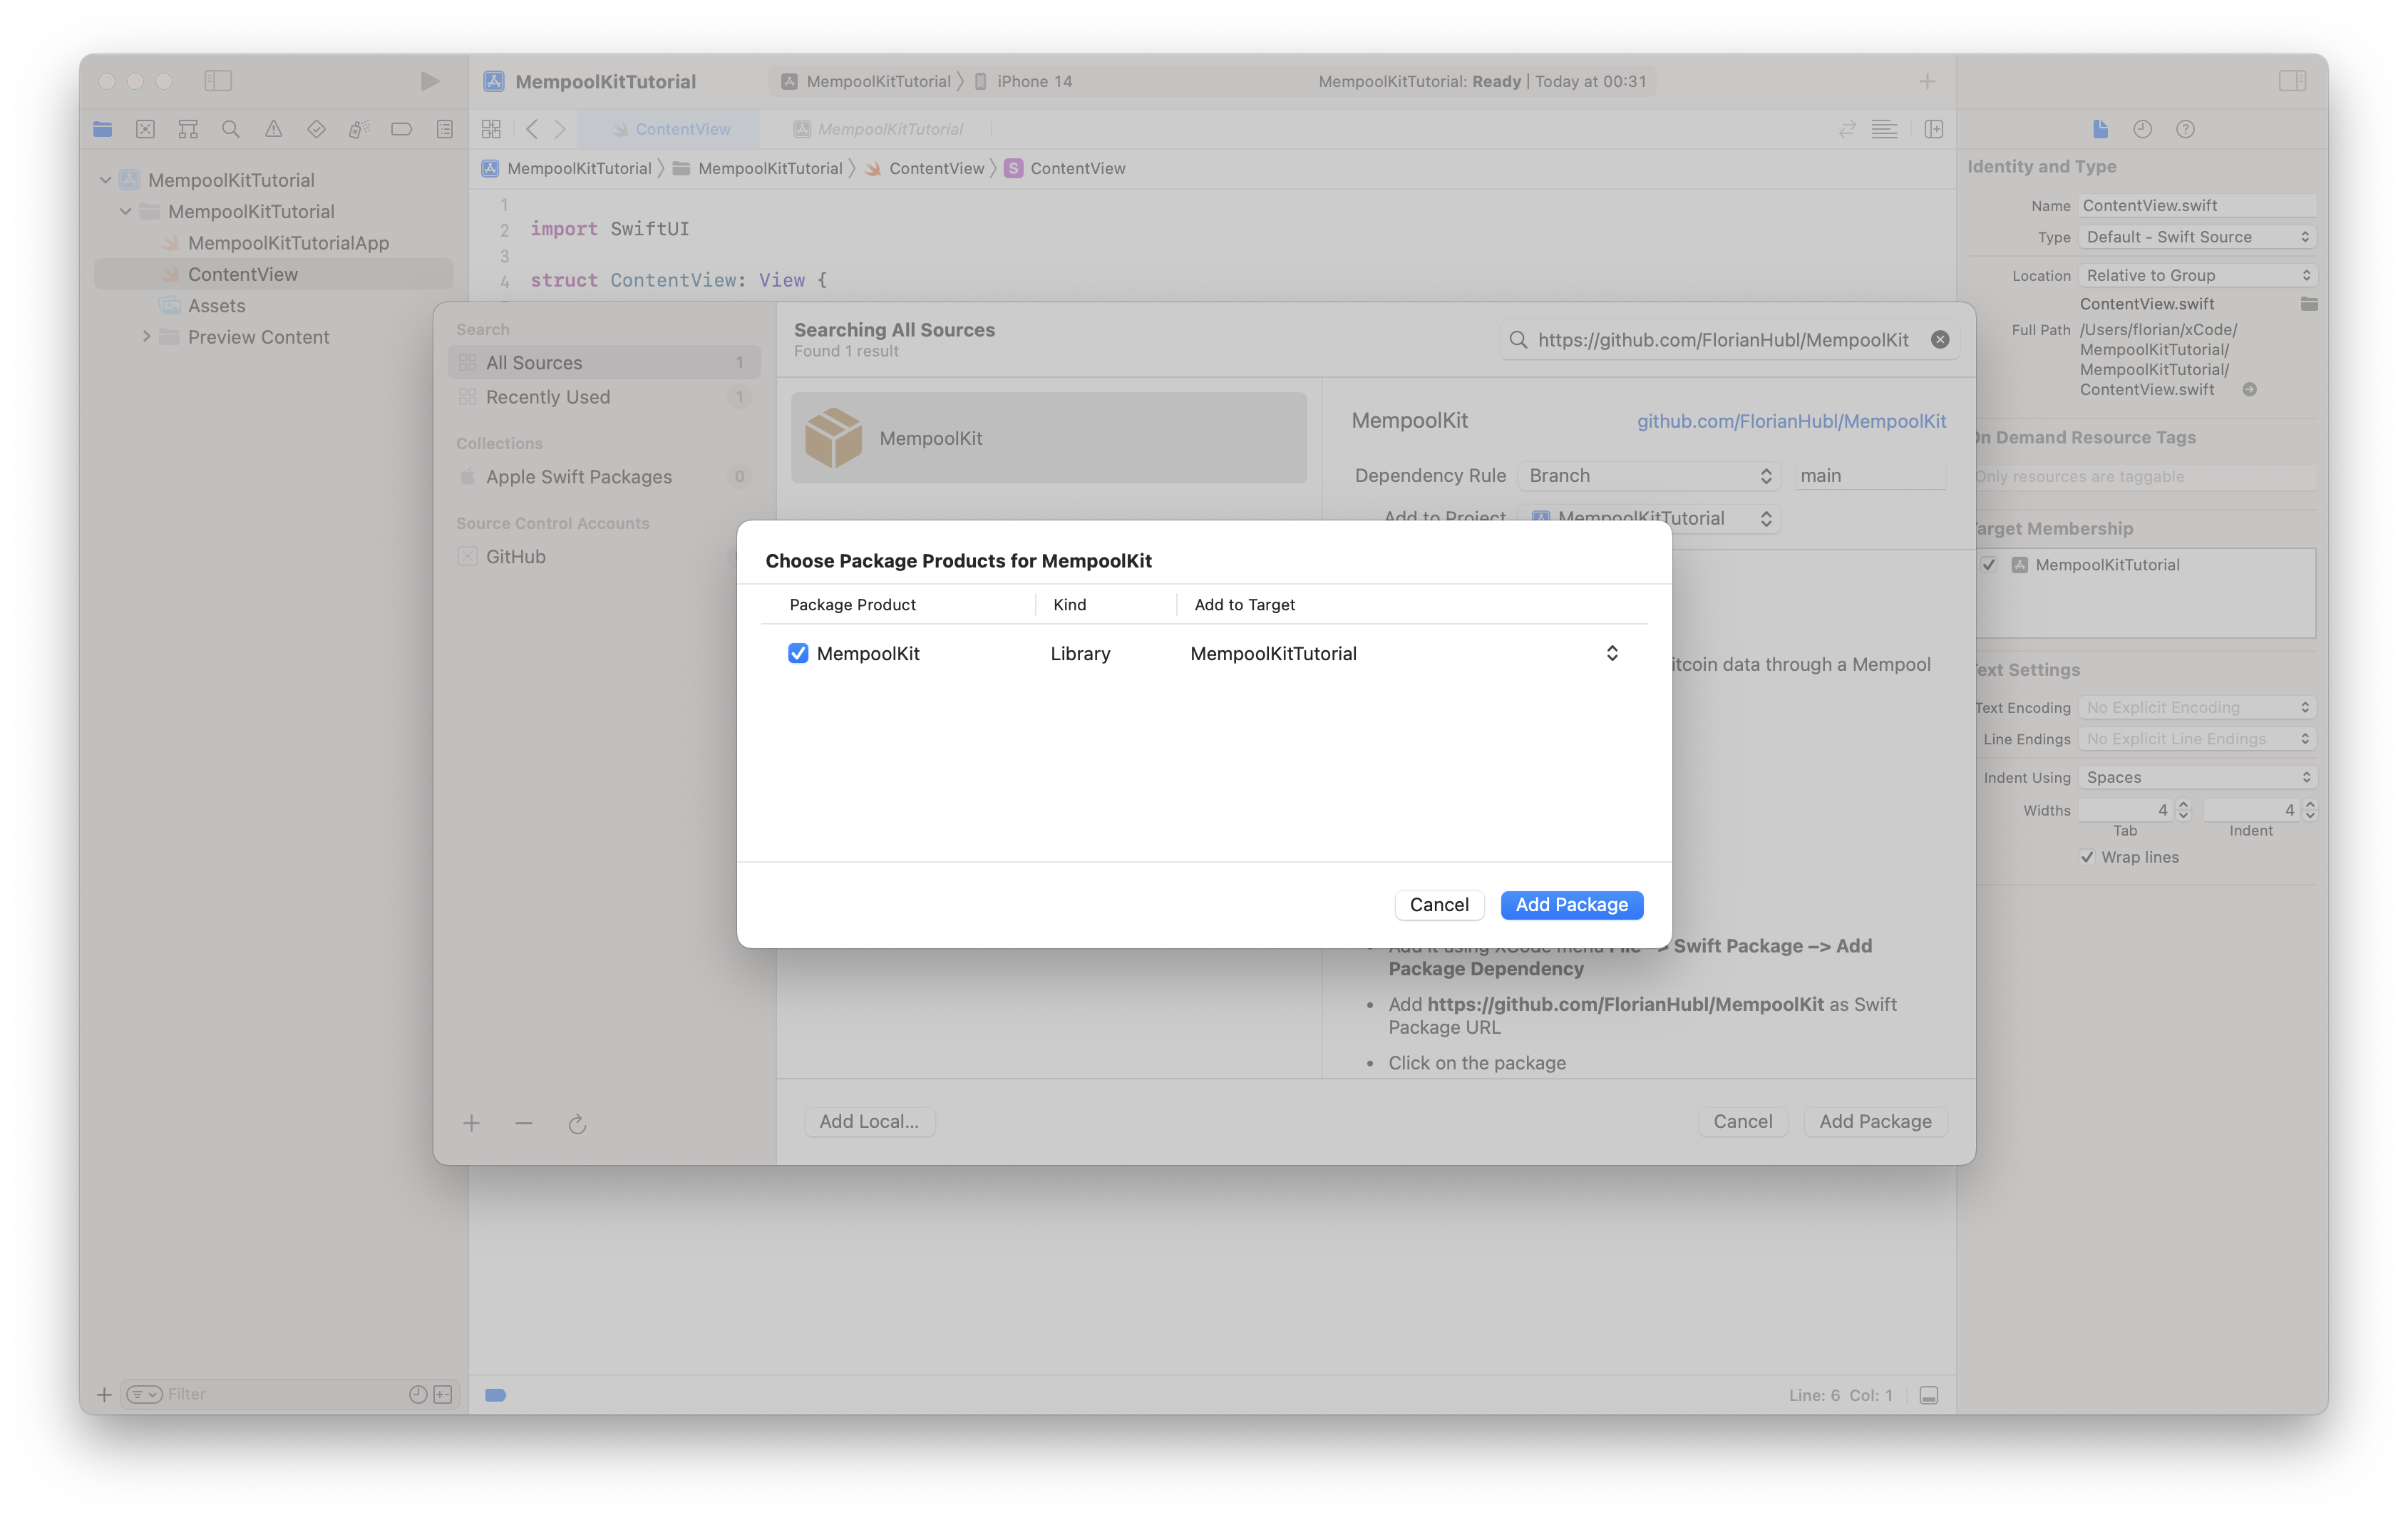 MempoolKitTutorial
MempoolKitTutorial
iPhone 14
MempoolKitTutorial: Ready | Today at 00:31
ContentView
MempoolKitTutorial
MempoolKitTutorial
MempoolKitTutorial
ContentView
S
ContentView
MempoolKitTutorial
MempoolKitTutorial
MempoolKitTutorialApp
ContentView
Assets
Preview Content
1
2 import SwiftUI
3
4 struct ContentView: View {
Search
All Sources 1
Recently Used 1
Collections
Apple Swift Packages 0
Source Control Accounts
GitHub
Searching All Sources
Found 1 result
https://github.com/FlorianHubl/MempoolKit
MempoolKit
MempoolKit github.com/FlorianHubl/MempoolKit
Dependency Rule Branch main
Add to Project MempoolKitTutorial
Choose Package Products for MempoolKit
Package Product Kind Add to Target
MempoolKit Library MempoolKitTutorial
Cancel Add Package
itcoin data through a Mempool
Swift Package –> Add
Package Dependency
• Add https://github.com/FlorianHubl/MempoolKit as Swift
Package URL
• Click on the package
Add Local... Cancel Add Package
Identity and Type
Name ContentView.swift
Type Default - Swift Source
Location Relative to Group
ContentView.swift
Full Path /Users/florian/xCode/
MempoolKitTutorial/
MempoolKitTutorial/
ContentView.swift
On Demand Resource Tags
Only resources are taggable
Target Membership
MempoolKitTutorial
Text Settings
Text Encoding No Explicit Encoding
Line Endings No Explicit Line Endings
Indent Using Spaces
Widths 4 4
Tab Indent
Wrap lines
Filter
Line: 6 Col: 1